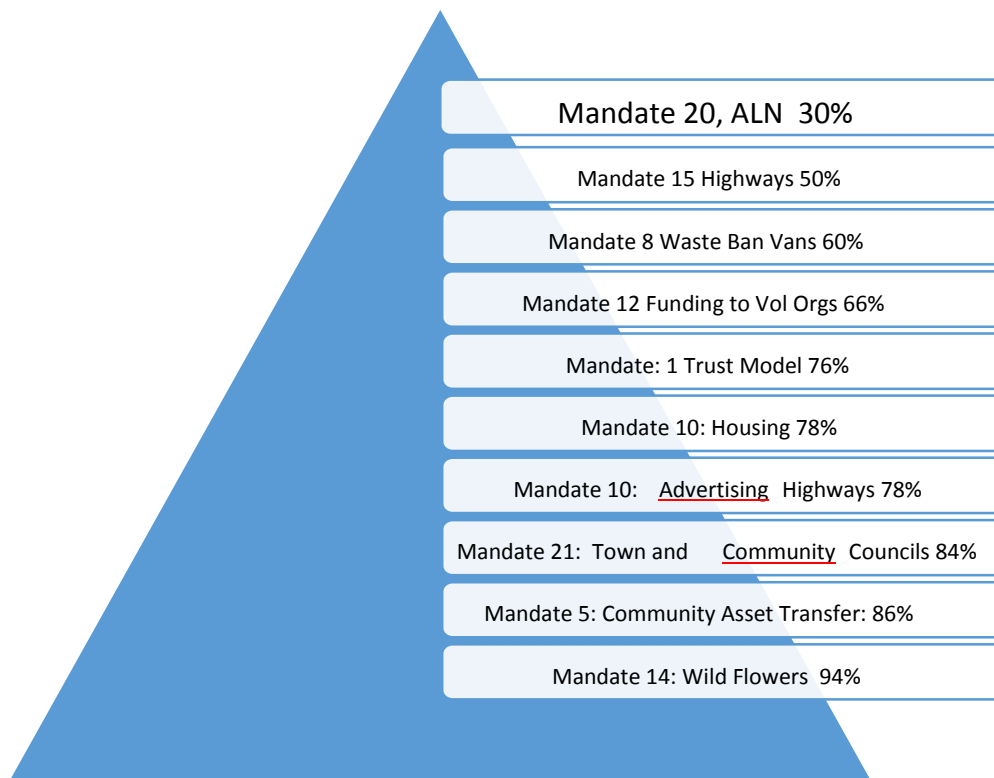 Mandate 20, ALN 30%
Mandate 15 Highways 50%
Mandate 8 Waste Ban Vans 60%
Mandate 12 Funding to Vol Orgs 66%
Mandate: 1 Trust Model 76%
Mandate 10: Housing 78%
Mandate 10: Advertising Highways 78%
Mandate 21: Town and Community Councils 84%
Mandate 5: Community Asset Transfer: 86%
Mandate 14: Wild Flowers 94%